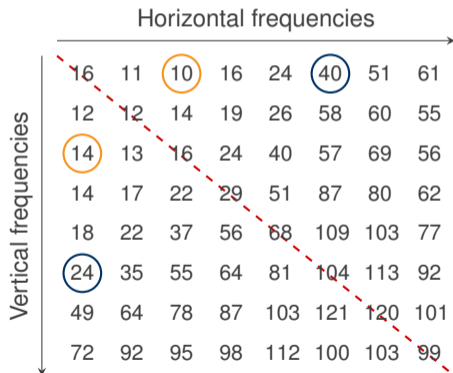 Horizontal frequencies
Vertical frequencies
16 11 10 16 24 40 51 61
12 12 14 19 26 58 60 55
14 13 16 24 40 57 69 56
14 17 22 29 51 87 80 62
18 22 37 56 68 109 103 77
24 35 55 64 81 104 113 92
49 64 78 87 103 121 120 101
72 92 95 98 112 100 103 99